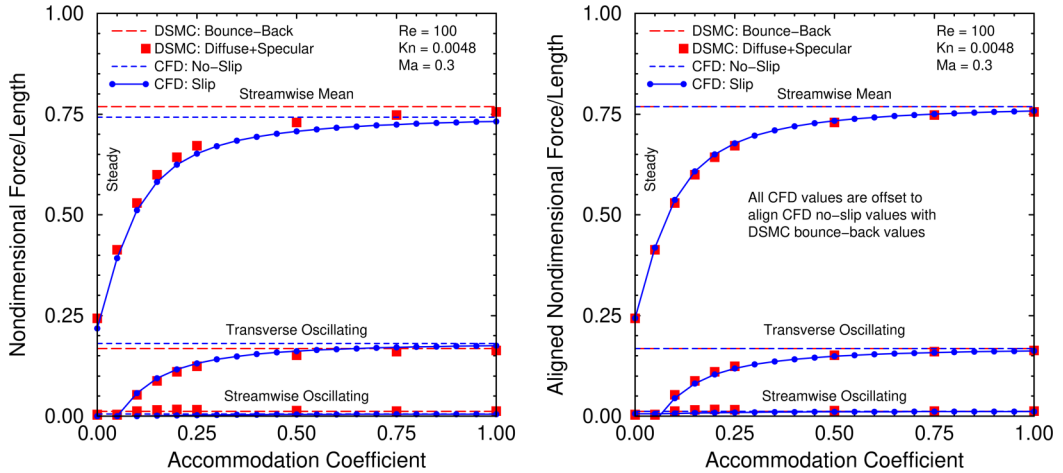 1.00
0.75
0.50
0.25
0.00
Nondimensional Force/Length
DSMC: Bounce−Back
DSMC: Diffuse+Specular
CFD: No−Slip
CFD: Slip
Re = 100
Kn = 0.0048
Ma = 0.3
Streamwise Mean
Steady
Transverse Oscillating
Streamwise Oscillating
0.00 0.25 0.50 0.75 1.00
Accommodation Coefficient
1.00
0.75
0.50
0.25
0.00
Aligned Nondimensional Force/Length
DSMC: Bounce−Back
DSMC: Diffuse+Specular
CFD: No−Slip
CFD: Slip
Re = 100
Kn = 0.0048
Ma = 0.3
Streamwise Mean
Steady
All CFD values are offset to
align CFD no−slip values with
DSMC bounce−back values
Transverse Oscillating
Streamwise Oscillating
0.00 0.25 0.50 0.75 1.00
Accommodation Coefficient